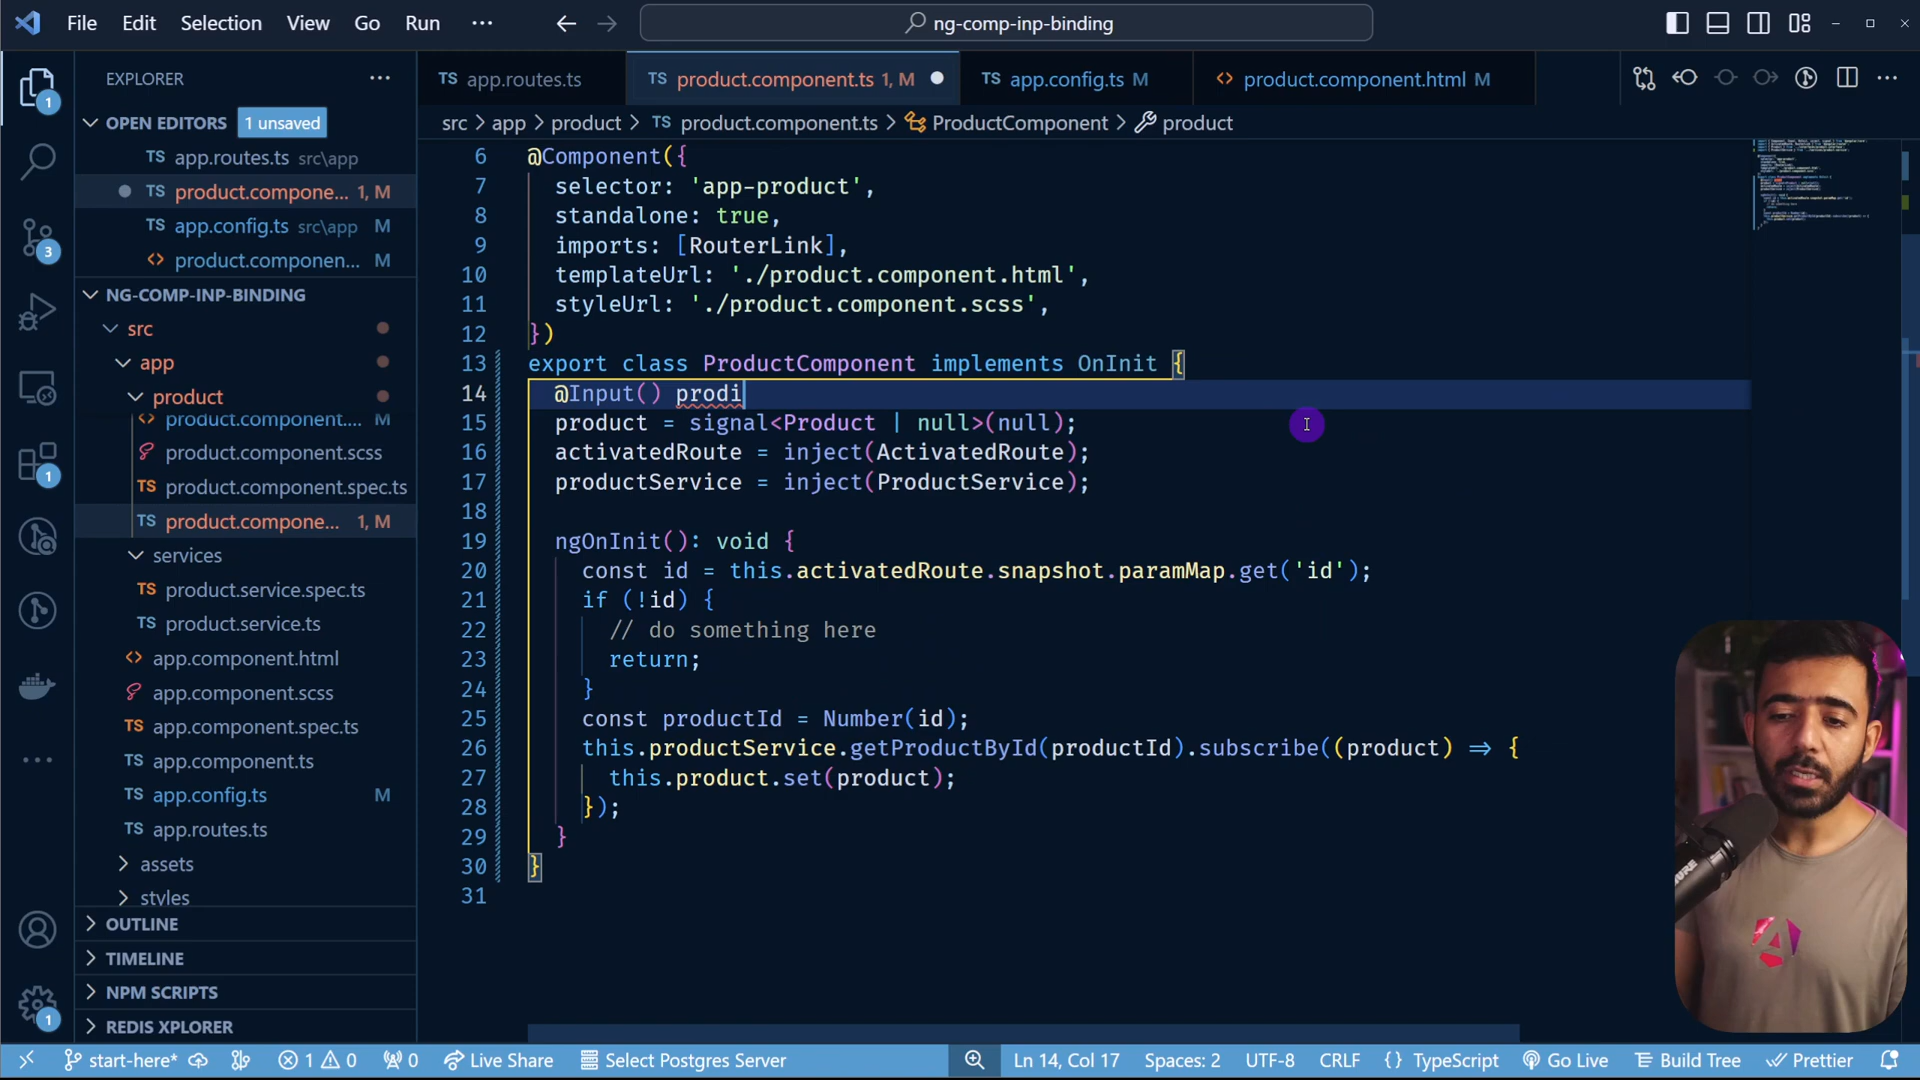 File Edit Selection View Go Run ··· ng-comp-inp-binding
EXPLORER
OPEN EDITORS 1 unsaved
TS app.routes.ts src\app
TS product.compone... 1, M
TS app.config.ts src\app M
<> product.componen... M
NG-COMP-INP-BINDING
src
app
product
<> product.component.... M
product.component.scss
TS product.component.spec.ts
TS product.compone... 1, M
services
TS product.service.spec.ts
TS product.service.ts
<> app.component.html
app.component.scss
TS app.component.spec.ts
TS app.component.ts
TS app.config.ts M
TS app.routes.ts
assets
styles
OUTLINE
TIMELINE
NPM SCRIPTS
REDIS XPLORER
1
3
1
1
TS app.routes.ts TS product.component.ts 1, M TS app.config.ts M <> product.component.html M
src > app > product > TS product.component.ts > ProductComponent > product
6 @Component({
7 selector: 'app-product',
8 standalone: true,
9 imports: [RouterLink],
10 templateUrl: './product.component.html',
11 styleUrl: './product.component.scss',
12 })
13 export class ProductComponent implements OnInit {
14 @Input() prodi
15 product = signal<Product | null>(null);
16 activatedRoute = inject(ActivatedRoute);
17 productService = inject(ProductService);
18
19 ngOnInit(): void {
20 const id = this.activatedRoute.snapshot.paramMap.get('id');
21 if (!id) {
22 // do something here
23 return;
24 }
25 const productId = Number(id);
26 this.productService.getProductById(productId).subscribe((product) => {
27 this.product.set(product);
28 });
29 }
30 }
31
start-here* 1 0 0 Live Share Select Postgres Server Ln 14, Col 17 Spaces: 2 UTF-8 CRLF {} TypeScript Go Live Build Tree Prettier